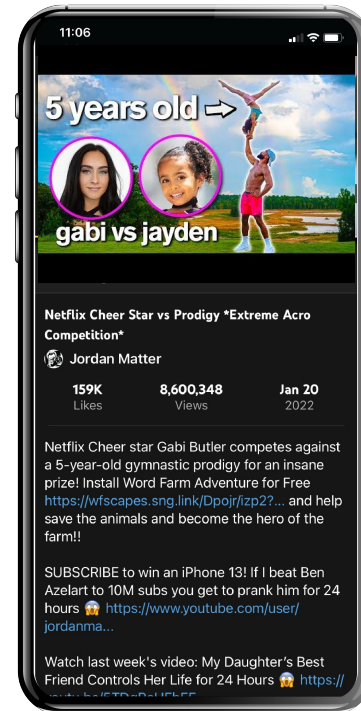 11:06
5 years old
gabi vs jayden
Netflix Cheer Star vs Prodigy *Extreme Acro
Competition*
Jordan Matter
159K 8,600,348 Jan 20
Likes Views 2022
Netflix Cheer star Gabi Butler competes against
a 5-year-old gymnastic prodigy for an insane
prize! Install Word Farm Adventure for Free
https://wfscapes.sng.link/Dpojr/izp2?... and help
save the animals and become the hero of the
farm!!
SUBSCRIBE to win an iPhone 13! If I beat Ben
Azelart to 10M subs you get to prank him for 24
hours 😱 https://www.youtube.com/user/
jordanma...
Watch last week's video: My Daughter's Best
Friend Controls Her Life for 24 Hours 😱 https://